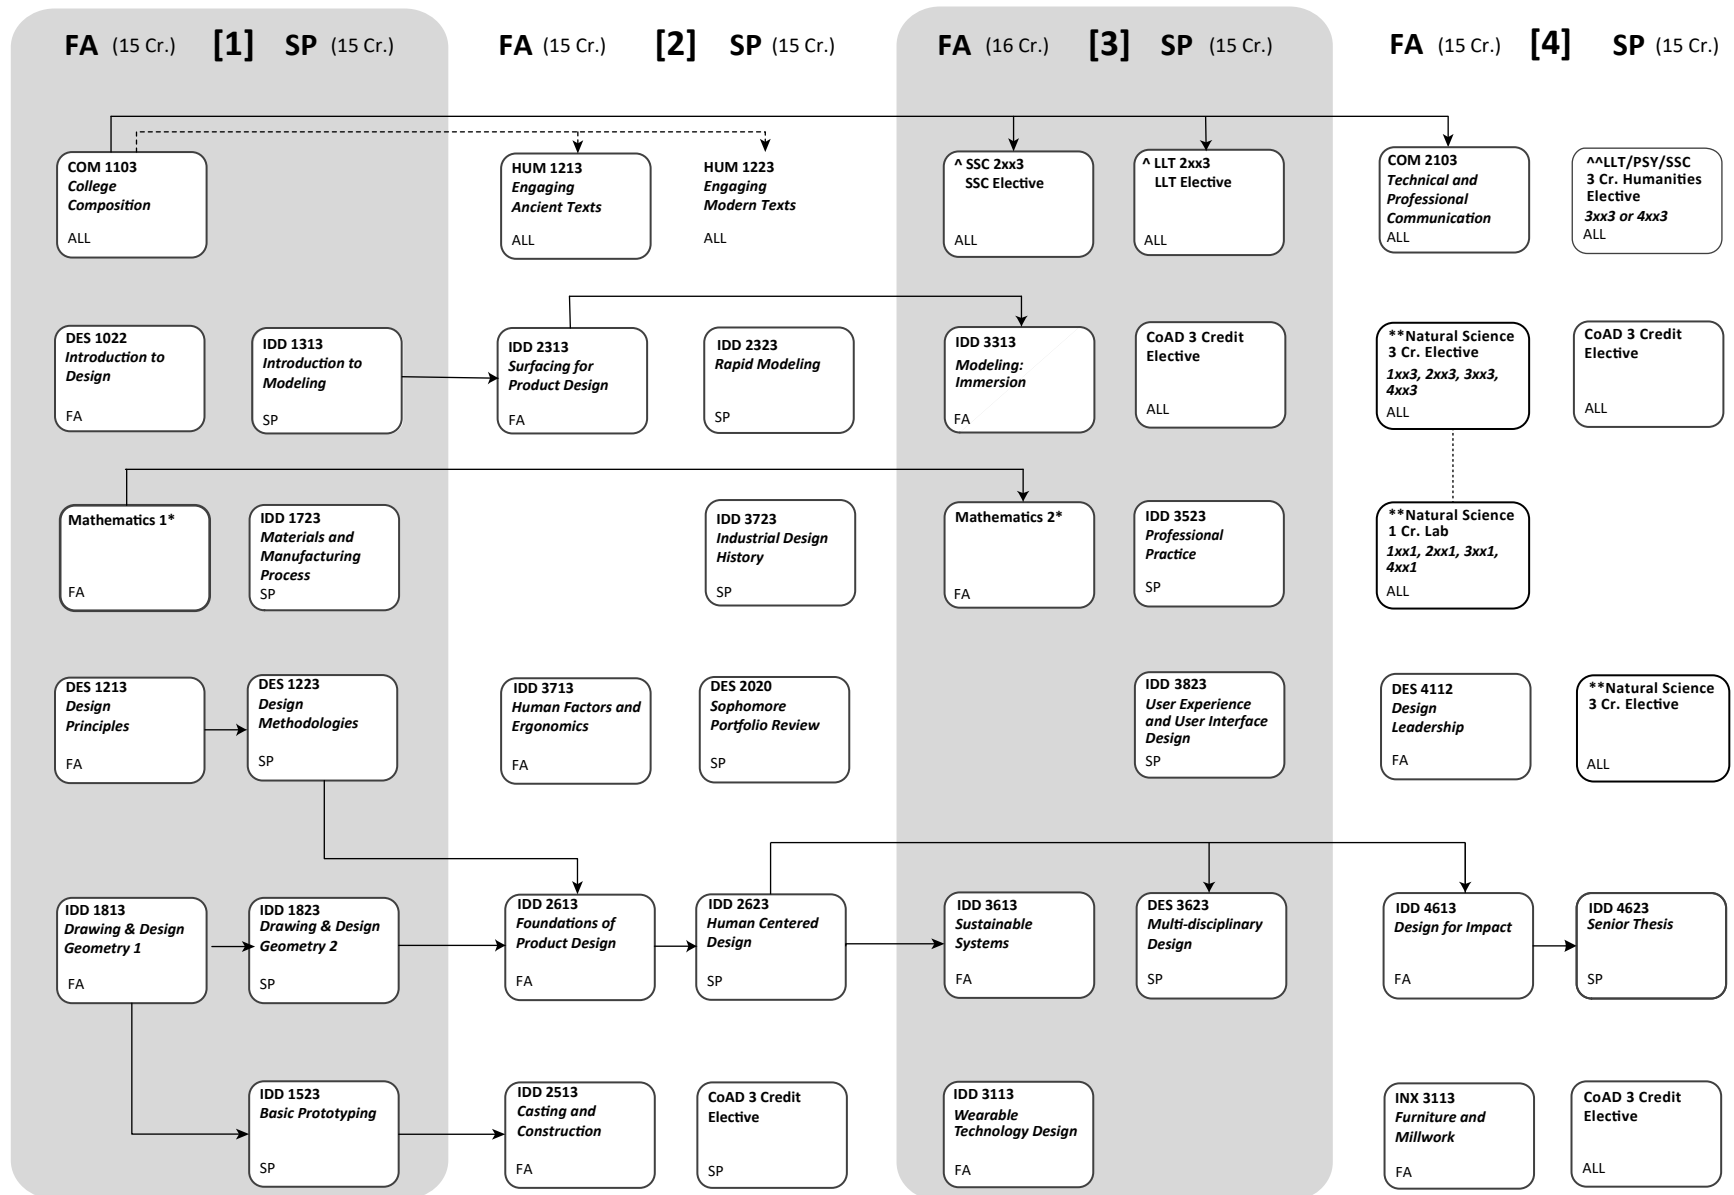 FA (15 Cr.) [1] SP (15 Cr.) FA (15 Cr.) [2] SP (15 Cr.) FA (16 Cr.) [3] SP (15 Cr.) FA (15 Cr.) [4] SP (15 Cr.)
COM 1103
College
Composition
ALL
HUM 1213
Engaging
Ancient Texts
ALL
HUM 1223
Engaging
Modern Texts
ALL
^ SSC 2xx3
SSC Elective
ALL
^ LLT 2xx3
LLT Elective
ALL
COM 2103
Technical and
Professional
Communication
ALL
^^LLT/PSY/SSC
3 Cr. Humanities
Elective
3xx3 or 4xx3
ALL
DES 1022
Introduction to
Design
FA
IDD 1313
Introduction to
Modeling
SP
IDD 2313
Surfacing for
Product Design
FA
IDD 2323
Rapid Modeling
SP
IDD 3313
Modeling:
Immersion
FA
CoAD 3 Credit
Elective
ALL
**Natural Science
3 Cr. Elective
1xx3, 2xx3, 3xx3,
4xx3
ALL
CoAD 3 Credit
Elective
ALL
Mathematics 1*
FA
IDD 1723
Materials and
Manufacturing
Process
SP
IDD 3723
Industrial Design
History
SP
Mathematics 2*
FA
IDD 3523
Professional
Practice
SP
**Natural Science
1 Cr. Lab
1xx1, 2xx1, 3xx1,
4xx1
ALL
DES 1213
Design
Principles
FA
DES 1223
Design
Methodologies
SP
IDD 3713
Human Factors and
Ergonomics
FA
DES 2020
Sophomore
Portfolio Review
SP
IDD 3823
User Experience
and User Interface
Design
SP
DES 4112
Design
Leadership
FA
**Natural Science
3 Cr. Elective
ALL
IDD 1813
Drawing & Design
Geometry 1
FA
IDD 1823
Drawing & Design
Geometry 2
SP
IDD 2613
Foundations of
Product Design
FA
IDD 2623
Human Centered
Design
SP
IDD 3613
Sustainable
Systems
FA
DES 3623
Multi-disciplinary
Design
SP
IDD 4613
Design for Impact
FA
IDD 4623
Senior Thesis
SP
IDD 1523
Basic Prototyping
SP
IDD 2513
Casting and
Construction
FA
CoAD 3 Credit
Elective
SP
IDD 3113
Wearable
Technology Design
FA
INX 3113
Furniture and
Millwork
FA
CoAD 3 Credit
Elective
ALL